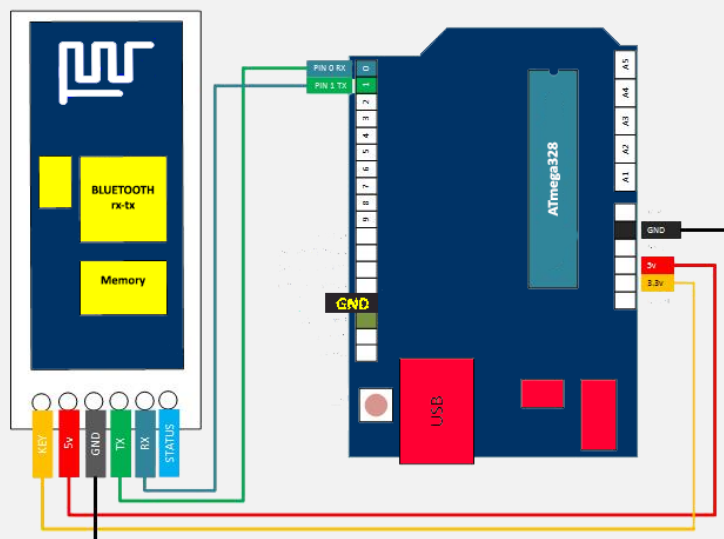 BLUETOOTH
rx-tx
Memory
KEY
5v
GND
TX
RX
STATUS
PIN 0 RX
PIN 1 TX
0
1
2
3
4
5
6
7
8
9
GND
ATmega328
USB
A5
A4
A3
A2
A1
GND
5v
3.3v